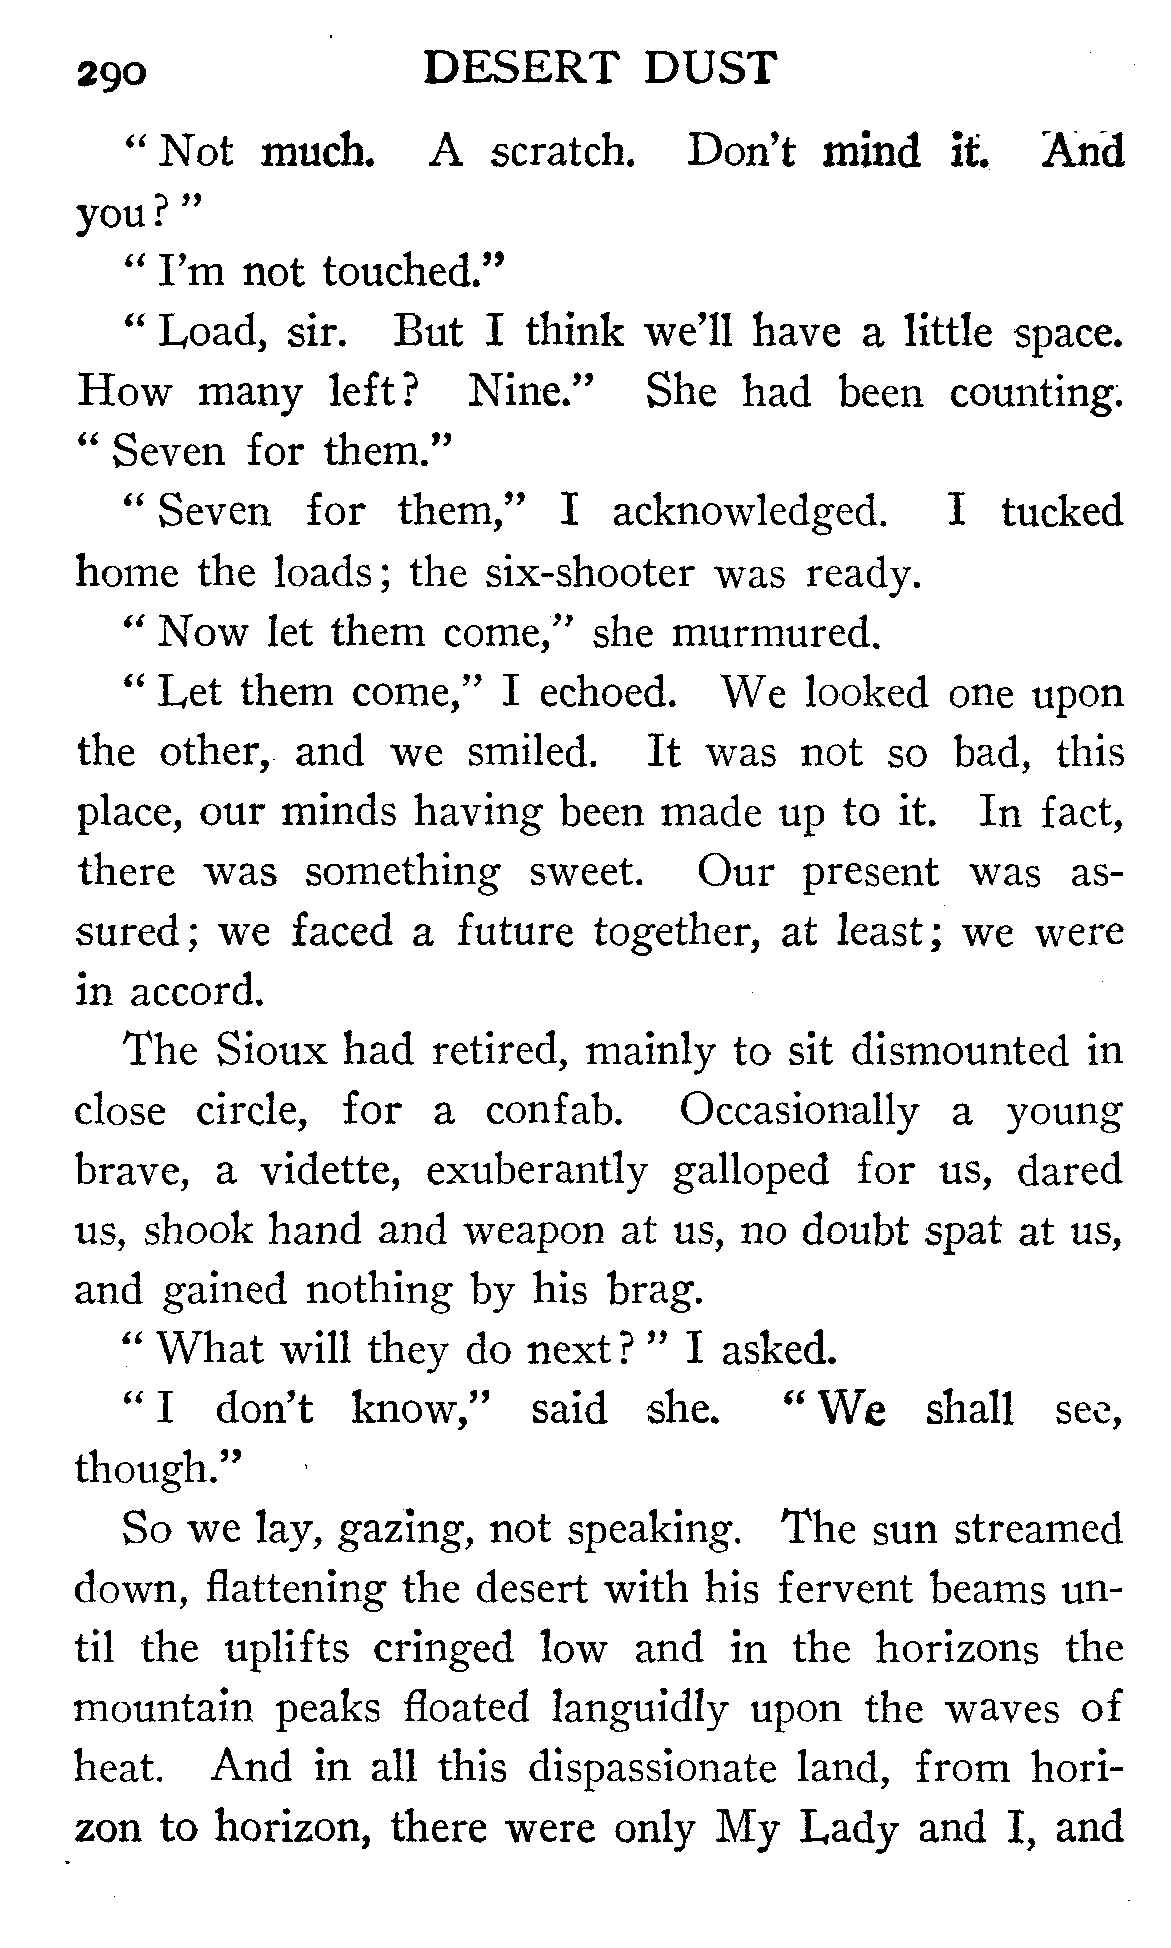 290 DESERT DUST
“ Not much. A scratch. Don’t mind it. And
you? ”
“ I’m not touched.”
“ Load, sir. But I think we’ll have a little space.
How many left? Nine.” She had been counting.
“ Seven for them.”
“ Seven for them,” I acknowledged. I tucked
home the loads; the six-shooter was ready.
“ Now let them come,” she murmured.
“ Let them come,” I echoed. We looked one upon
the other, and we smiled. It was not so bad, this
place, our minds having been made up to it. In fact,
there was something sweet. Our present was as-
sured; we faced a future together, at least; we were
in accord.
The Sioux had retired, mainly to sit dismounted in
close circle, for a confab. Occasionally a young
brave, a vidette, exuberantly galloped for us, dared
us, shook hand and weapon at us, no doubt spat at us,
and gained nothing by his brag.
“ What will they do next? ” I asked.
“ I don’t know,” said she. “ We shall see,
though.”
So we lay, gazing, not speaking. The sun streamed
down, flattening the desert with his fervent beams un-
til the uplifts cringed low and in the horizons the
mountain peaks floated languidly upon the waves of
heat. And in all this dispassionate land, from hori-
zon to horizon, there were only My Lady and I, and